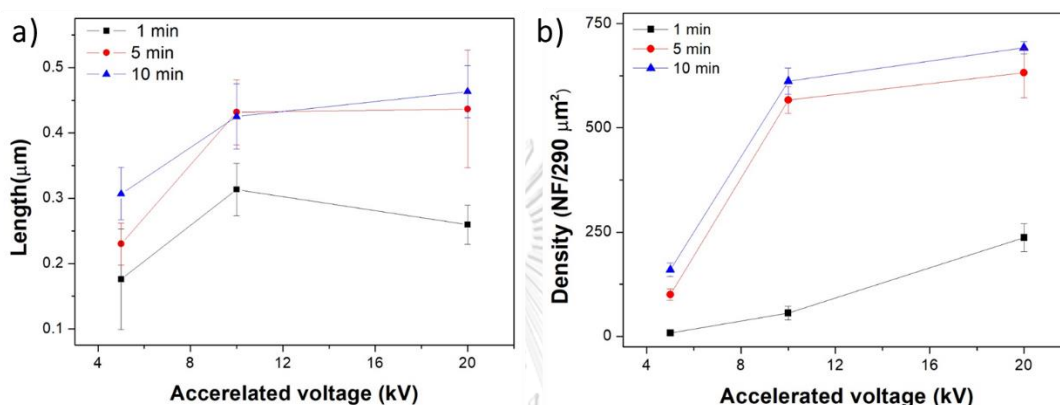 a)
1 min
5 min
10 min
0.5
0.4
0.3
0.2
0.1
Length(μm)
4 8 12 16 20
Accerelated voltage (kV)
b)
1 min
5 min
10 min
750
500
250
0
Density (NF/290 μm²)
4 8 12 16 20
Accelerated voltage (kV)